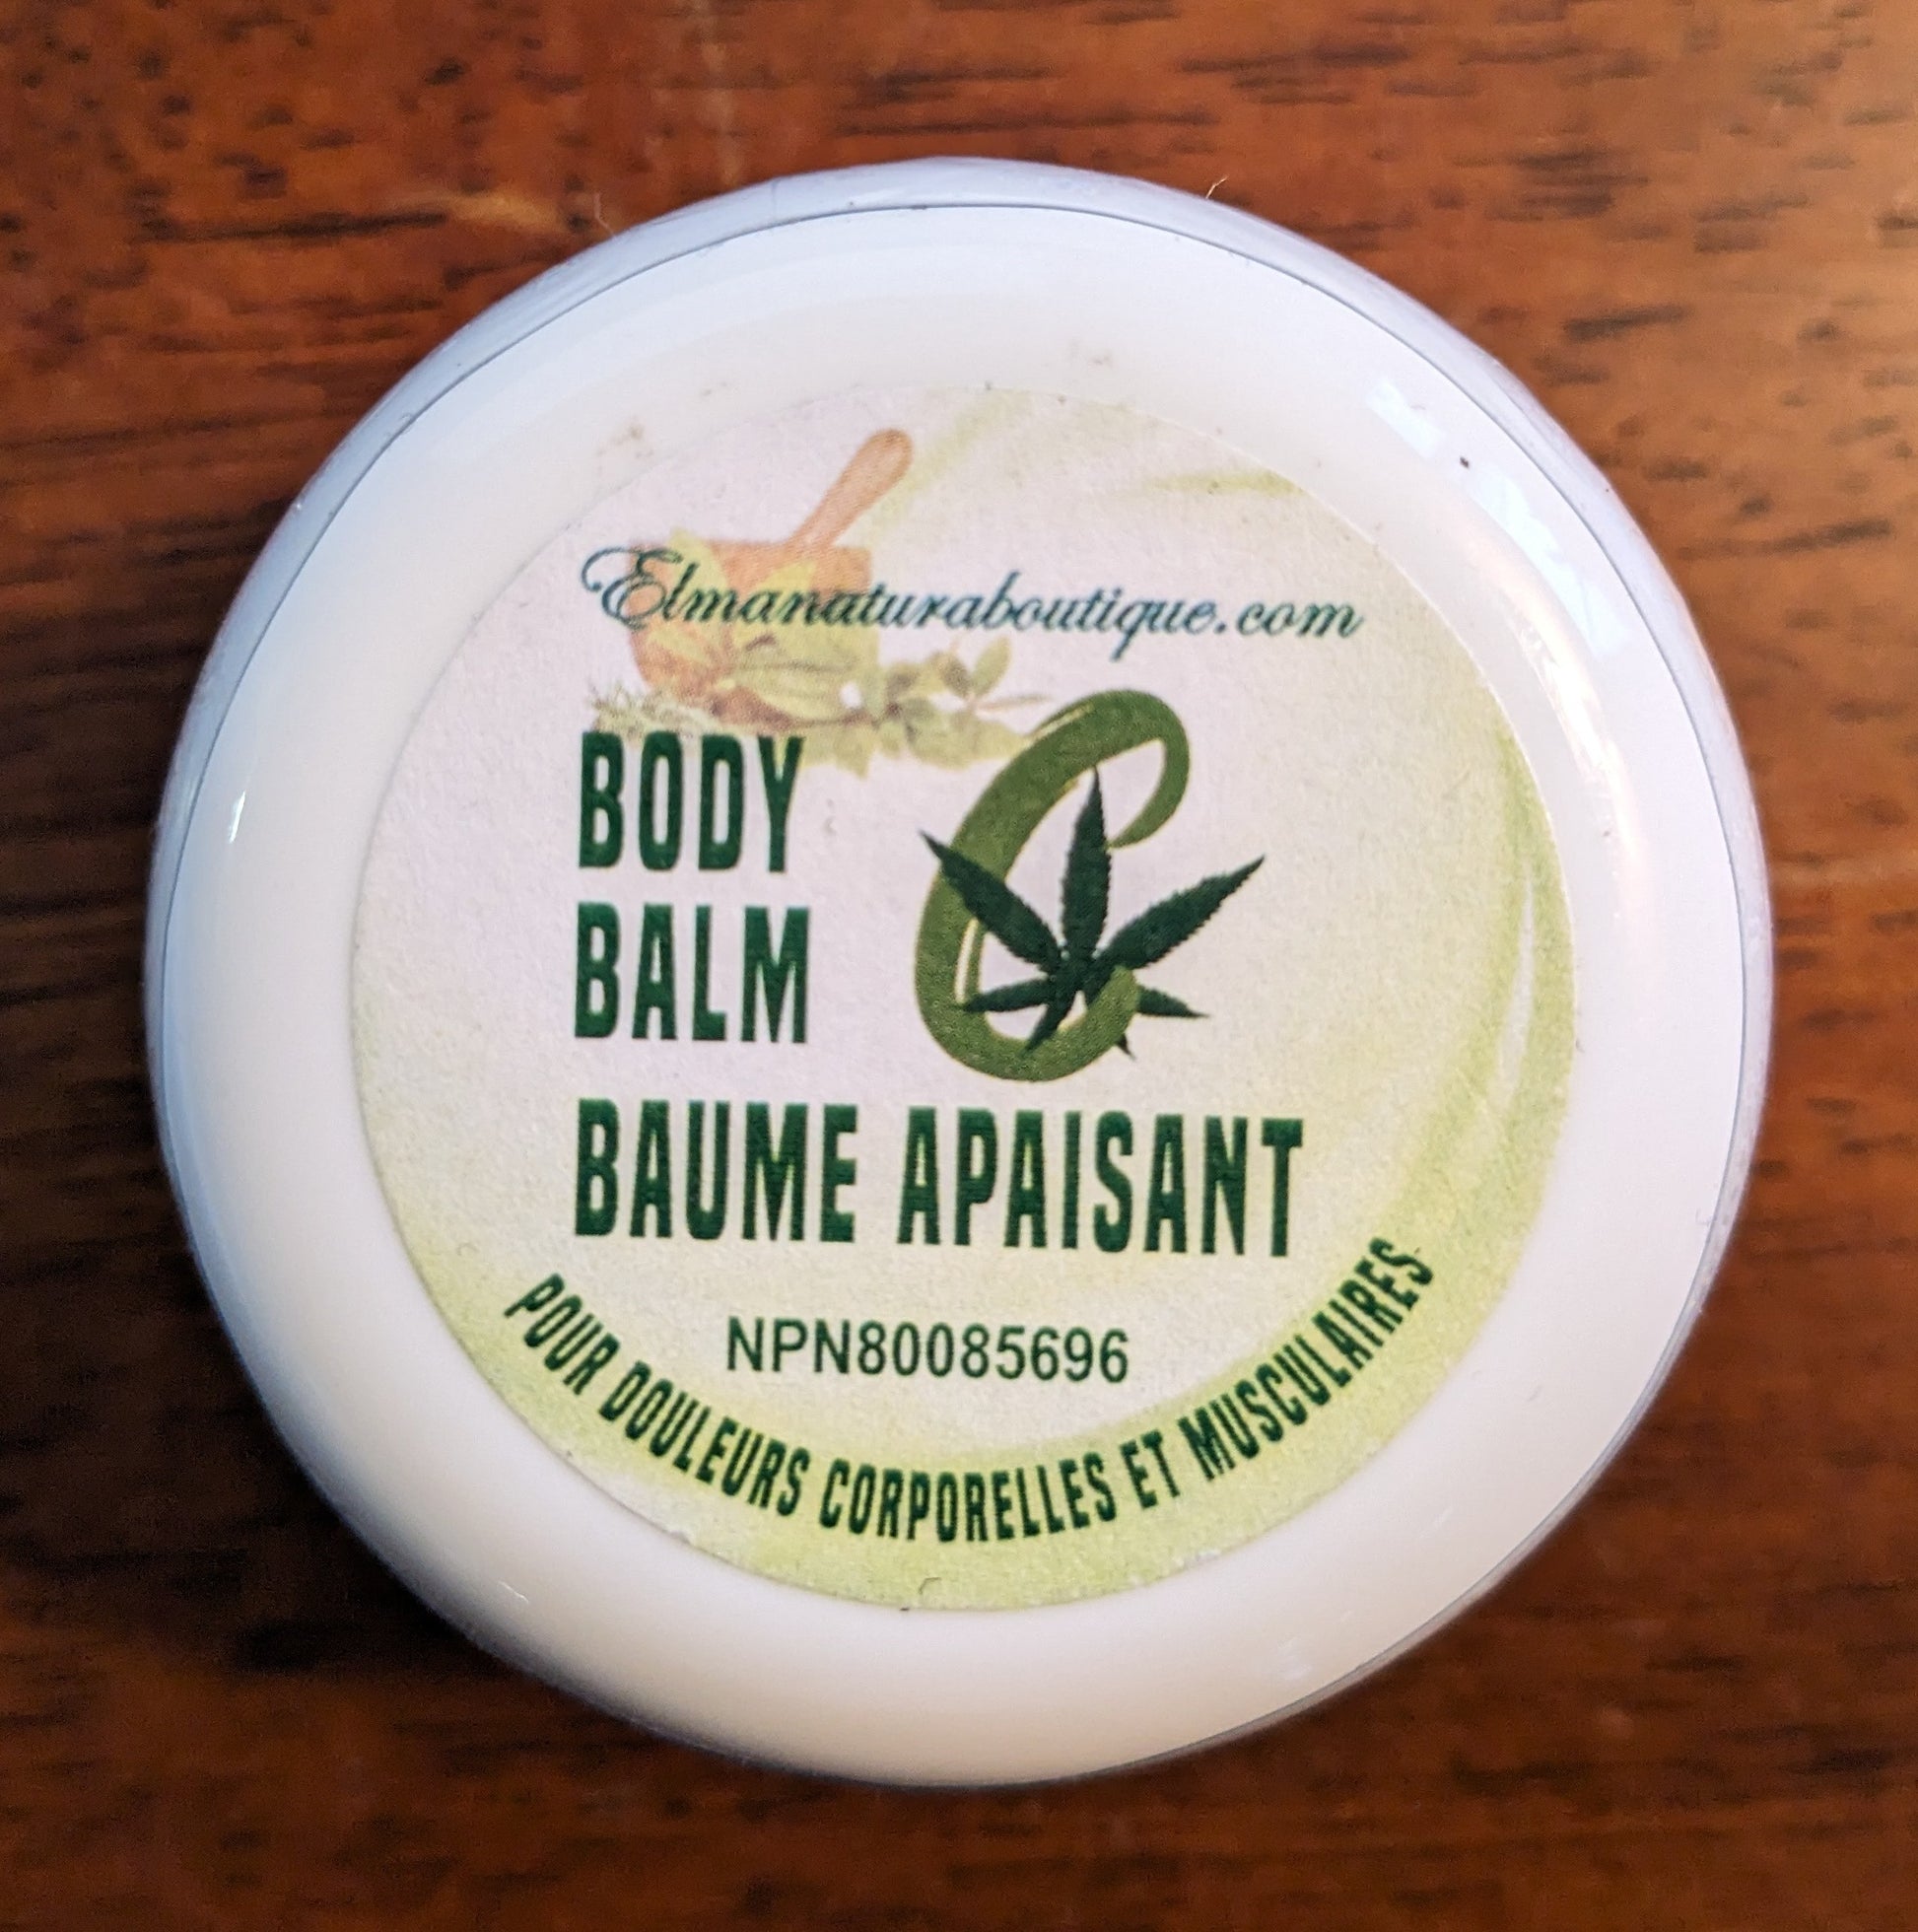 Elmanaturaboutique.com
BODY
BALM
C
BAUME APAISANT
NPN80085696
POUR DOULEURS CORPORELLES ET MUSCULAIRES